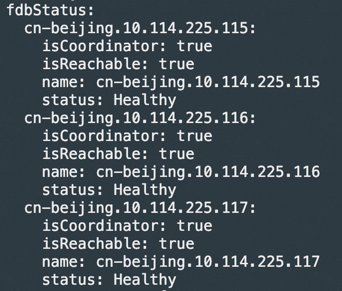 fdbStatus:
  cn-beijing.10.114.225.115:
    isCoordinator: true
    isReachable: true
    name: cn-beijing.10.114.225.115
    status: Healthy
  cn-beijing.10.114.225.116:
    isCoordinator: true
    isReachable: true
    name: cn-beijing.10.114.225.116
    status: Healthy
  cn-beijing.10.114.225.117:
    isCoordinator: true
    isReachable: true
    name: cn-beijing.10.114.225.117
    status: Healthy